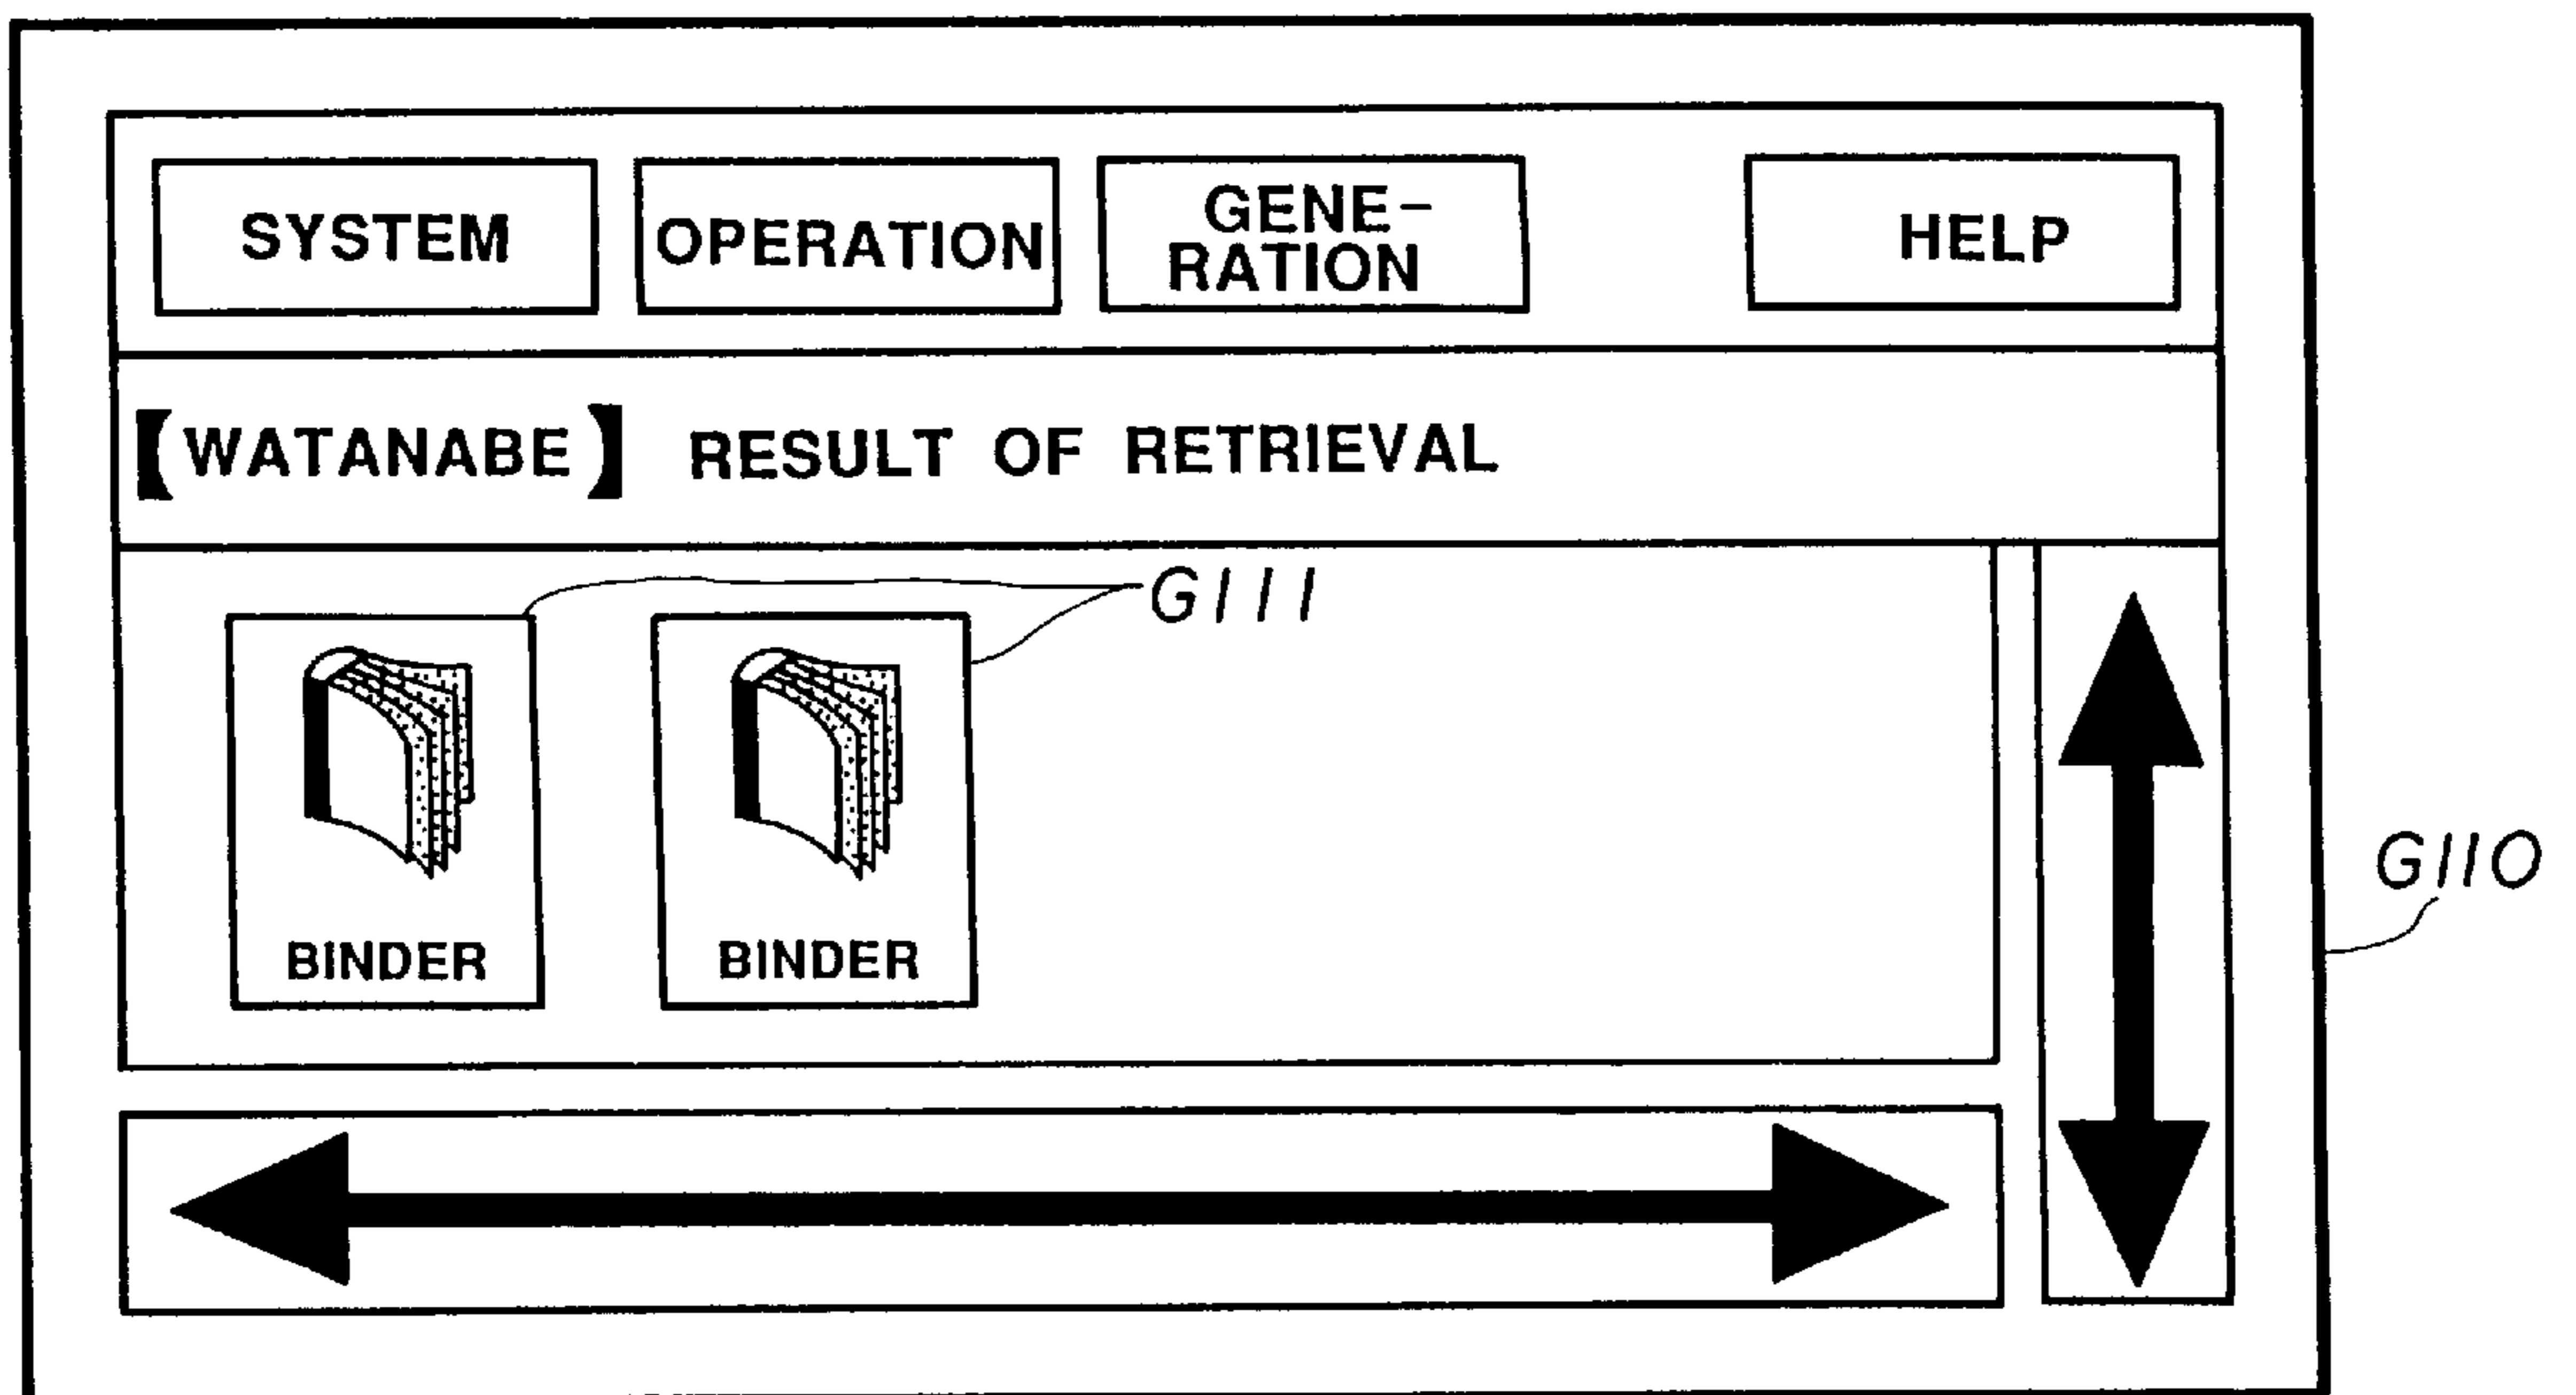 SYSTEM OPERATION GENE-
RATION HELP
【WATANABE】 RESULT OF RETRIEVAL
G111
BINDER BINDER
G110